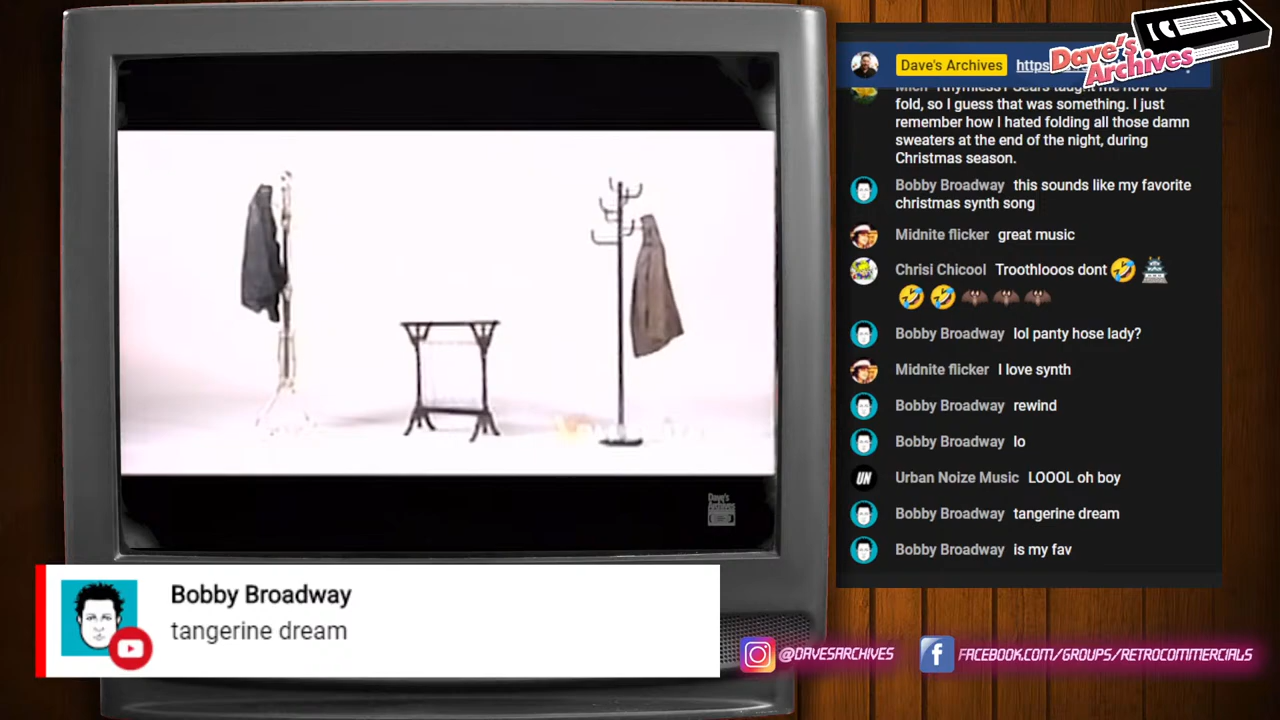 Dave's Archives https
Dave's
Archives
fold, so I guess that was something. I just
remember how I hated folding all those damn
sweaters at the end of the night, during
Christmas season.
Bobby Broadway this sounds like my favorite
christmas synth song
Midnite flicker great music
Chrisi Chicool Troothlooos dont 🤣 🏯
🤣 🤣 🦇 🦇 🦇
Bobby Broadway lol panty hose lady?
Midnite flicker I love synth
Bobby Broadway rewind
Bobby Broadway lo
UN Urban Noize Music LOOOL oh boy
Bobby Broadway tangerine dream
Bobby Broadway is my fav
Dave's
Archives
Bobby Broadway
tangerine dream
@DAVESARCHIVES
FACEBOOK.COM/GROUPS/RETROCOMMERCIALS